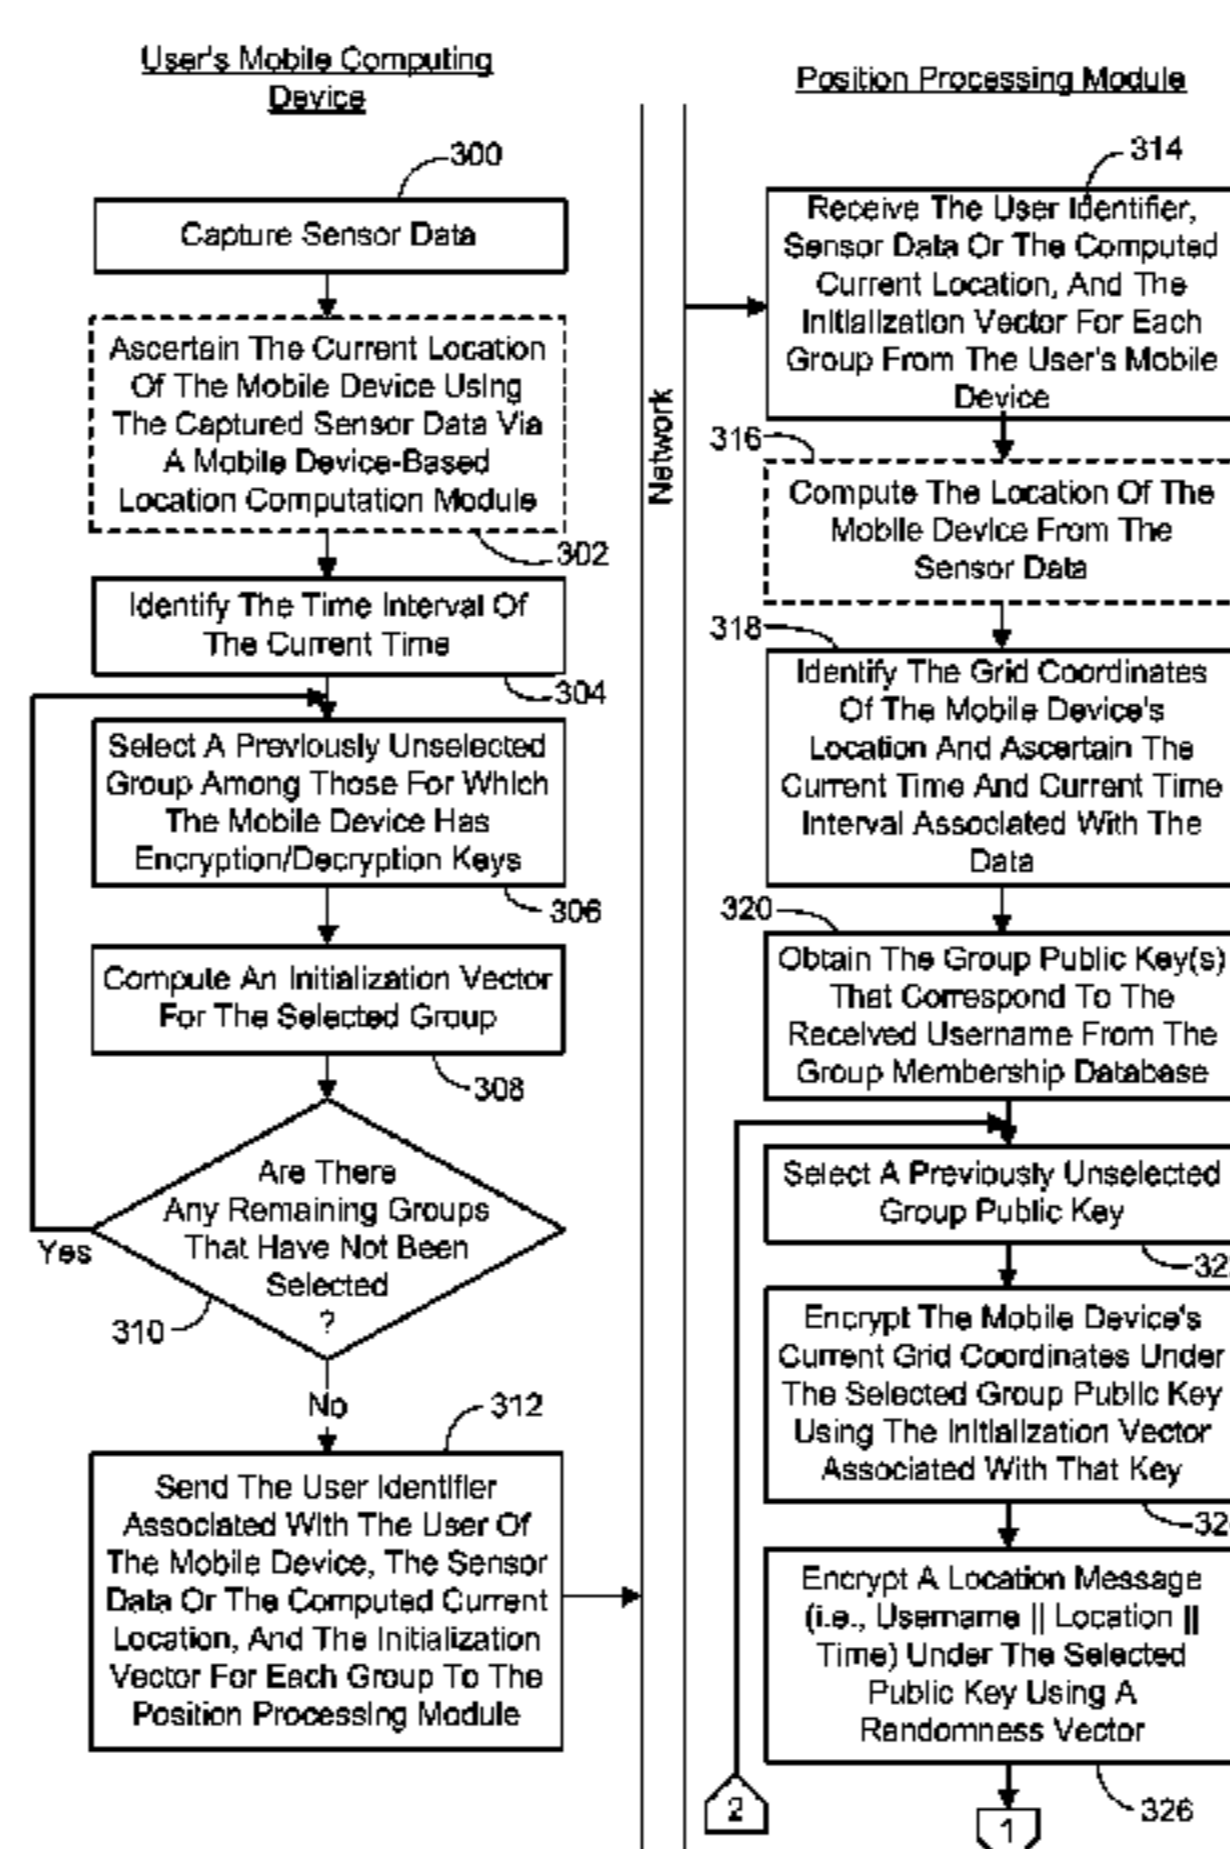 User's Mobile Computing
Device
300
Capture Sensor Data
Ascertain The Current Location
Of The Mobile Device Using
The Captured Sensor Data Via
A Mobile Device-Based
Location Computation Module
302
Identify The Time Interval Of
The Current Time
304
Select A Previously Unselected
Group Among Those For Which
The Mobile Device Has
Encryption/Decryption Keys
306
Compute An Initialization Vector
For The Selected Group
308
Are There
Any Remaining Groups
That Have Not Been
Selected
?
Yes
310
No
312
Send The User Identifier
Associated With The User Of
The Mobile Device, The Sensor
Data Or The Computed Current
Location, And The Initialization
Vector For Each Group To The
Position Processing Module
Network
Position Processing Module
314
Receive The User Identifier,
Sensor Data Or The Computed
Current Location, And The
Initialization Vector For Each
Group From The User's Mobile
Device
316
Compute The Location Of The
Mobile Device From The
Sensor Data
318
Identify The Grid Coordinates
Of The Mobile Device's
Location And Ascertain The
Current Time And Current Time
Interval Associated With The
Data
320
Obtain The Group Public Key(s)
That Correspond To The
Received Username From The
Group Membership Database
Select A Previously Unselected
Group Public Key
Encrypt The Mobile Device's
Current Grid Coordinates Under
The Selected Group Public Key
Using The Initialization Vector
Associated With That Key
Encrypt A Location Message
(i.e., Username || Location ||
Time) Under The Selected
Public Key Using A
Randomness Vector
326
2
1